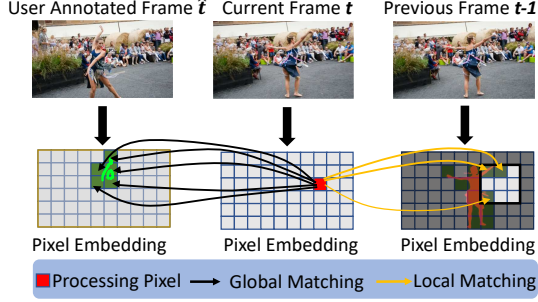 User Annotated Frame t̂
Current Frame t
Previous Frame t-1
Pixel Embedding
Pixel Embedding
Pixel Embedding
Processing Pixel
Global Matching
Local Matching